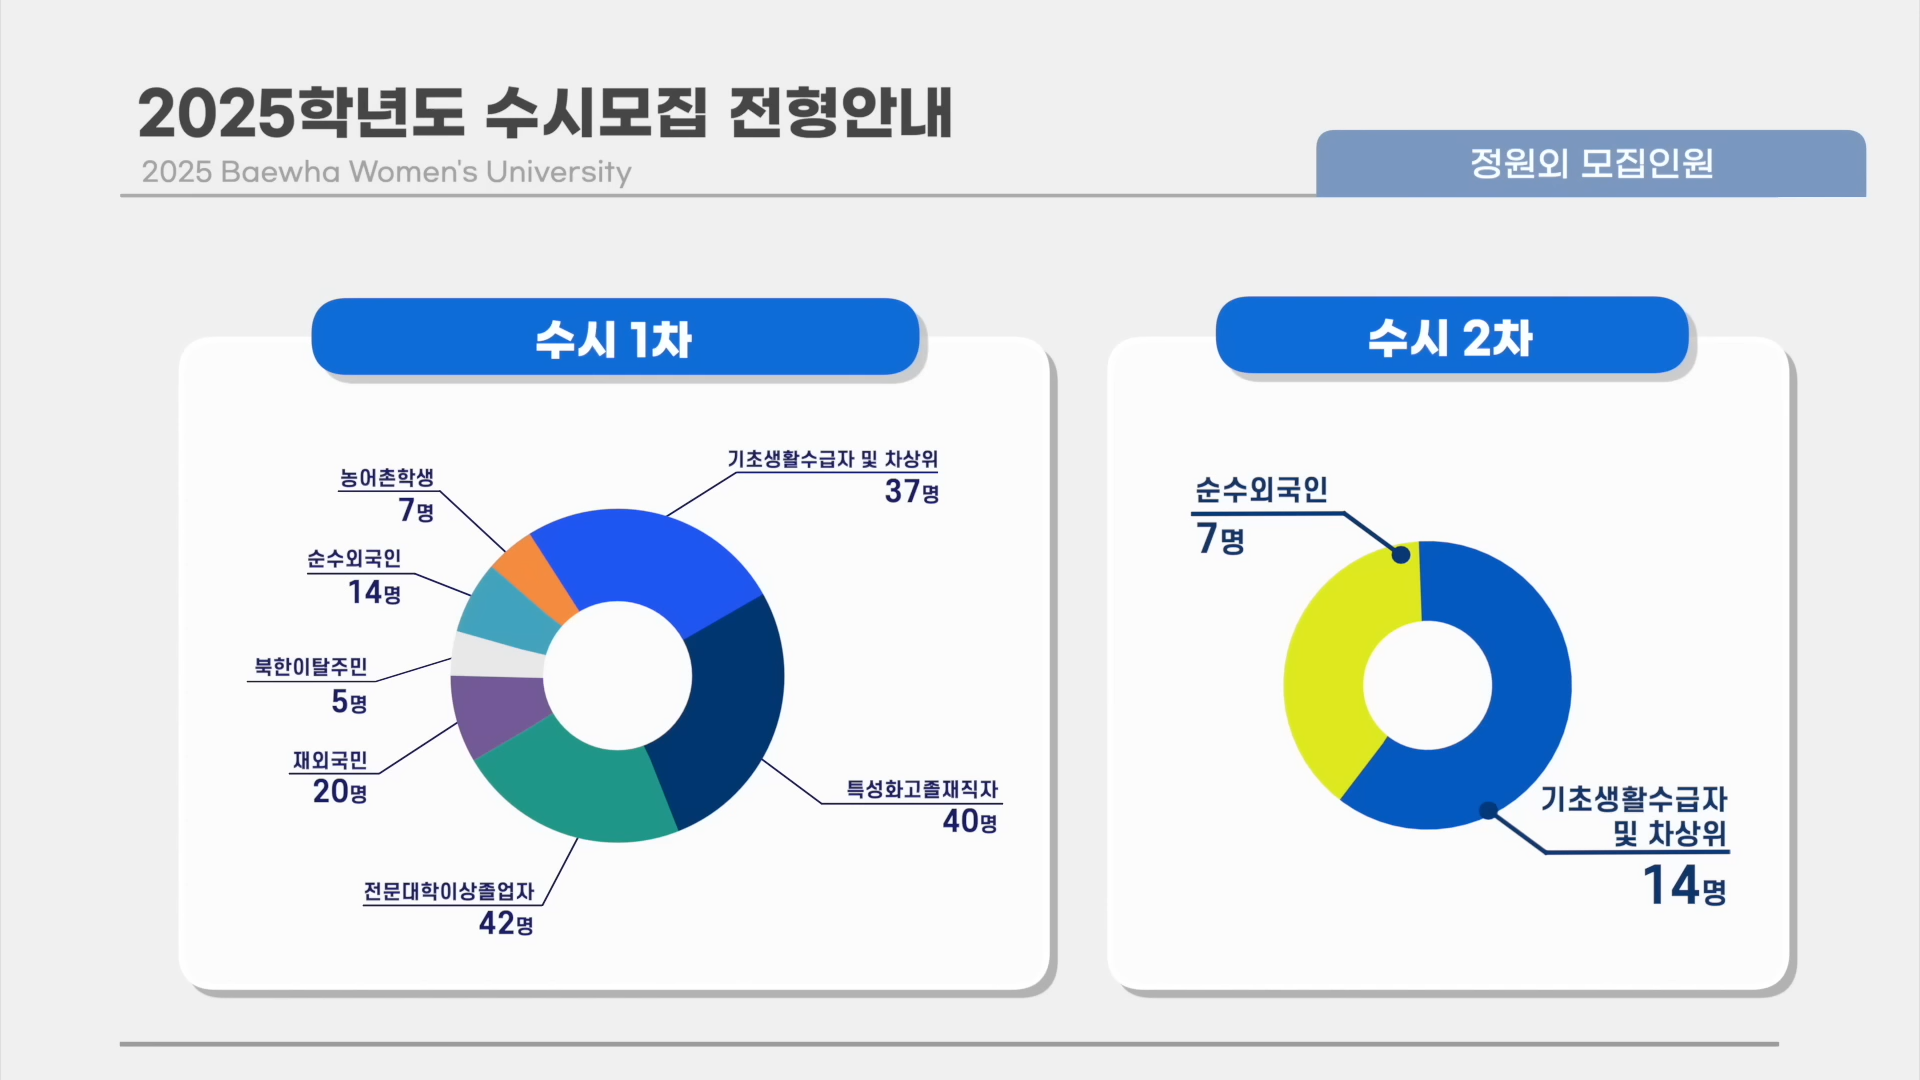 2025학년도 수시모집 전형안내
2025 Baewha Women's University
정원외 모집인원
수시 1차
기초생활수급자 및 차상위
37명
농어촌학생
7명
순수외국인
14명
북한이탈주민
5명
재외국민
20명
특성화고졸재직자
40명
전문대학이상졸업자
42명
수시 2차
순수외국인
7명
기초생활수급자
및 차상위
14명